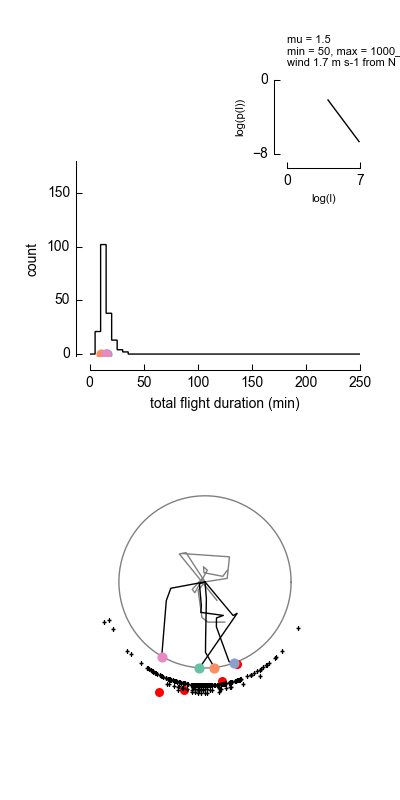 mu = 1.5
min = 50, max = 1000_
wind 1.7 m s-1 from N
0
log(p(l))
−8
0
7
log(l)
150
100
50
0
count
0
50
100
150
200
250
total flight duration (min)